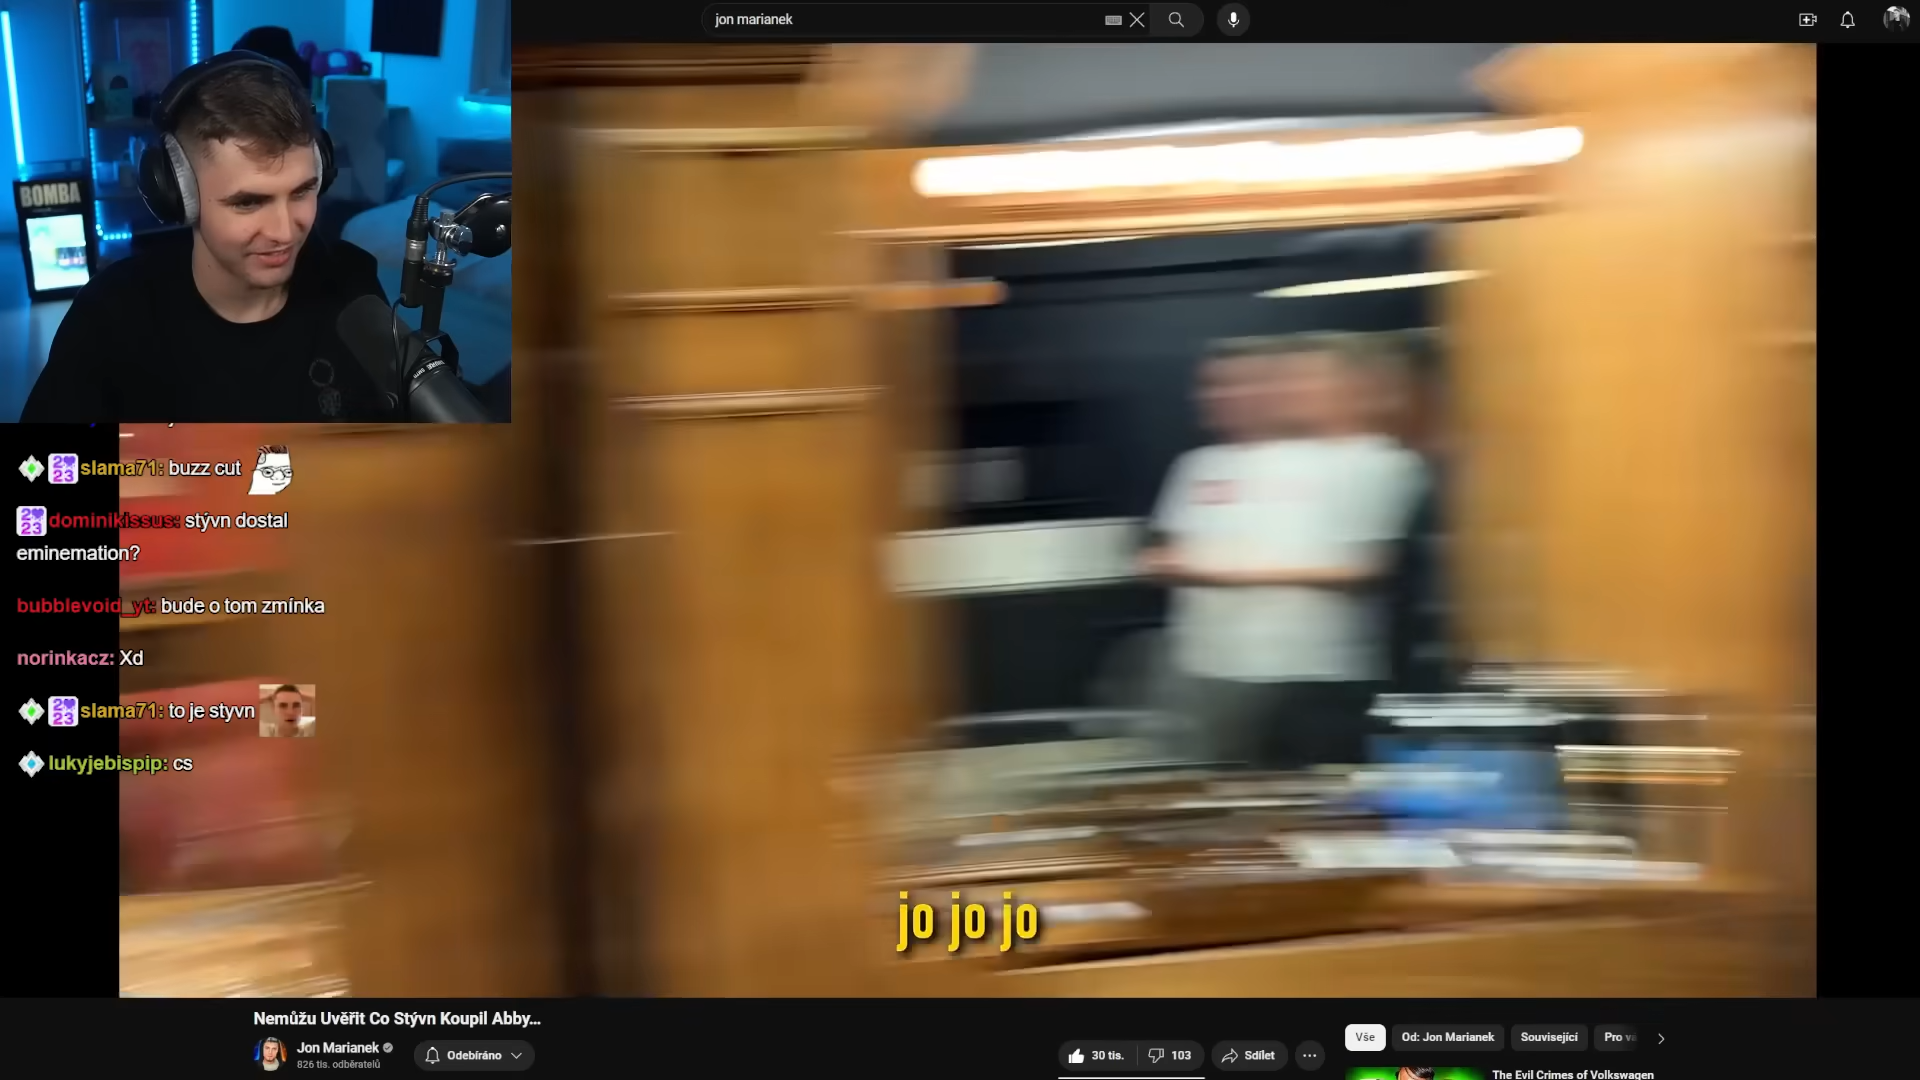 jon marianek
BOMBA
slama71: buzz cut
dominikissus: stývn dostal
eminemation?
bubblevoid_yt: bude o tom zmínka
norinkacz: Xd
slama71: to je styvn
lukyjebispip: cs
jo jo jo
Nemůžu Uvěřit Co Stývn Koupil Abby...
Jon Marianek
826 tis. odběratelů
Odebíráno
30 tis.
103
Sdílet
Vše
Od: Jon Marianek
Související
Pro
The Evil Crimes of Volkswagen